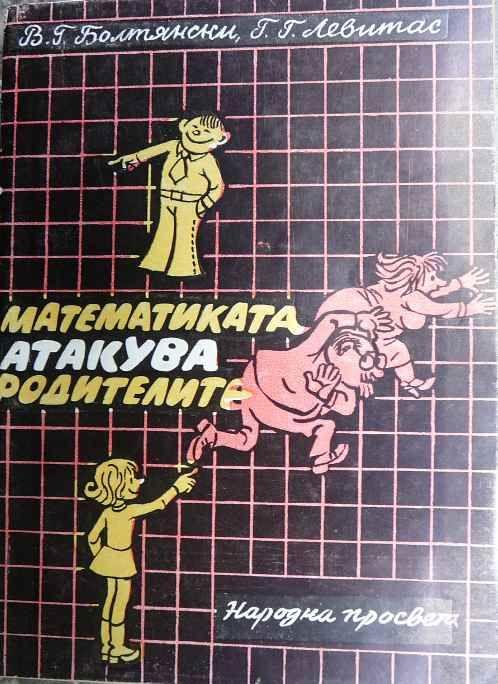 В. Г. Болтянски, Г. Г. Левитас
МАТЕМАТИКАТА
АТАКУВА
РОДИТЕЛИТЕ
Народна просвета